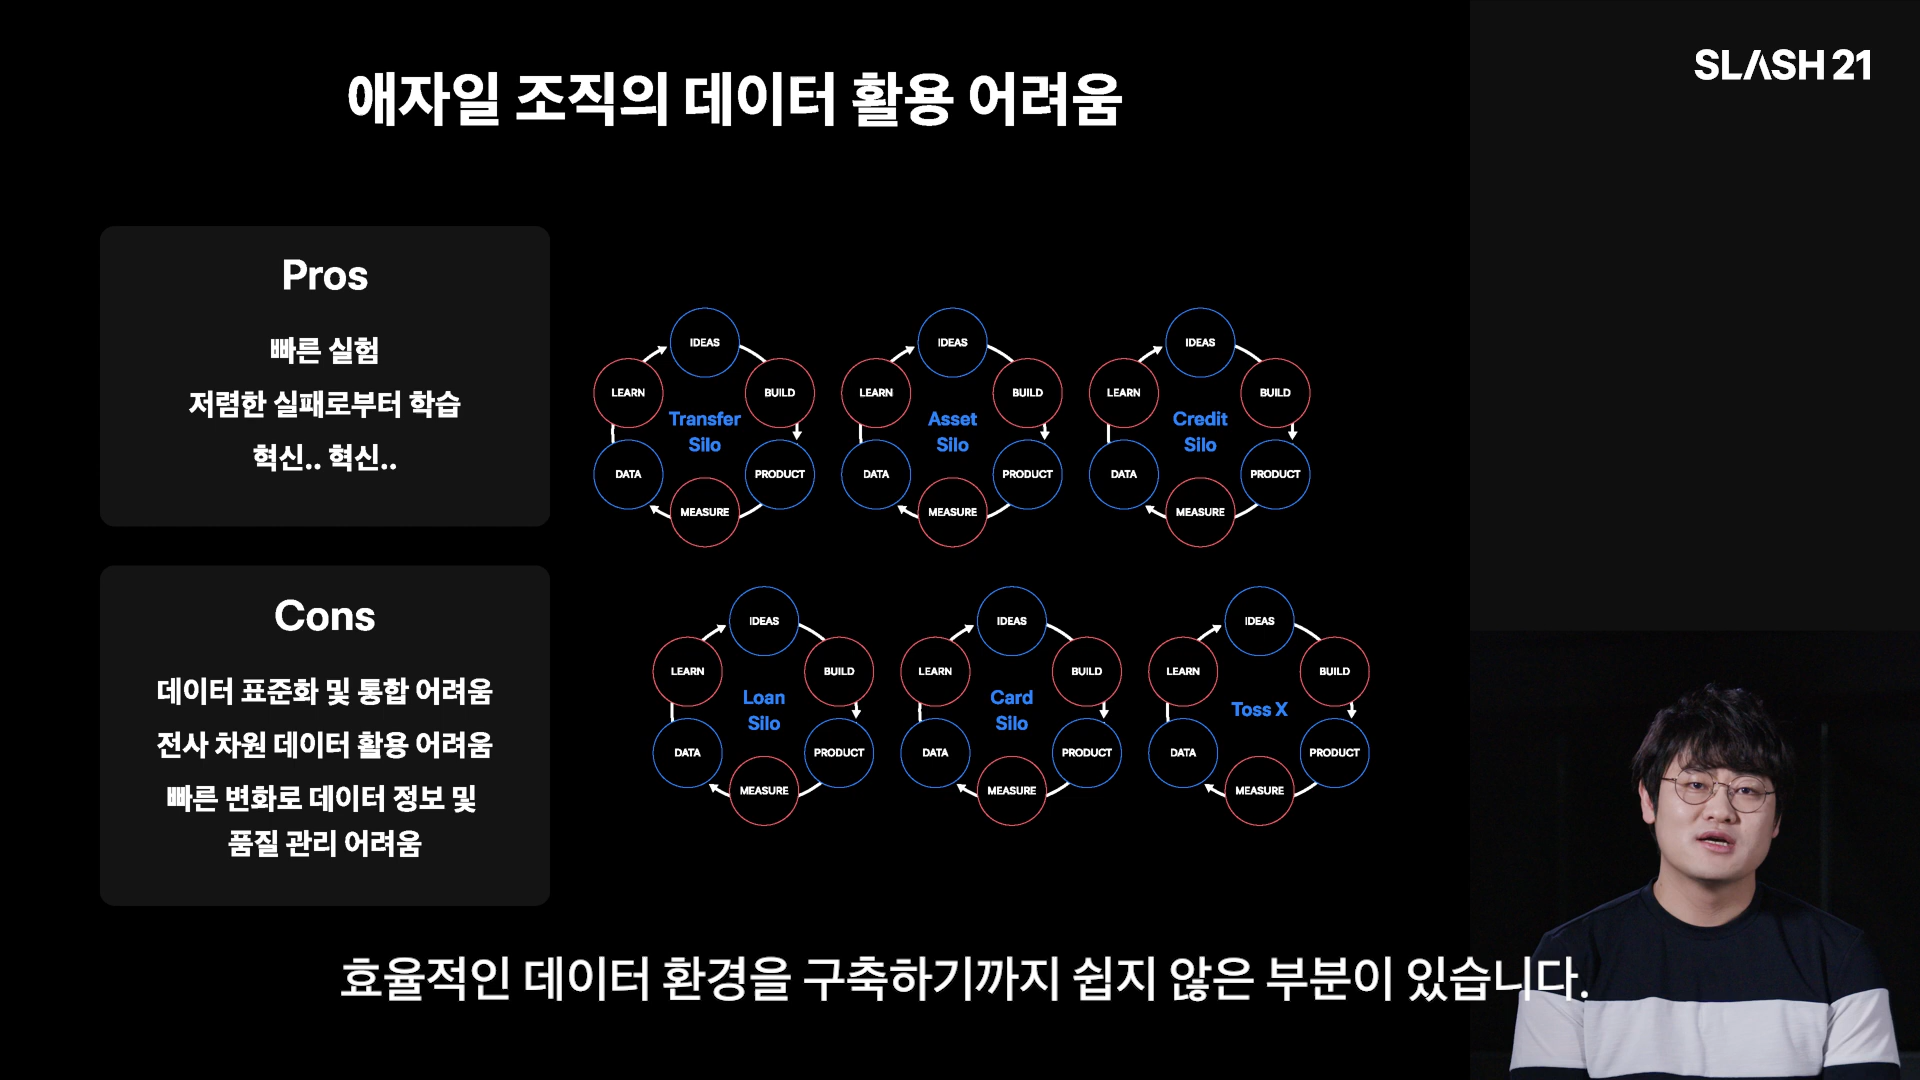 SLASH 21
애자일 조직의 데이터 활용 어려움
Pros
빠른 실험
저렴한 실패로부터 학습
혁신.. 혁신..
Cons
데이터 표준화 및 통합 어려움
전사 차원 데이터 활용 어려움
빠른 변화로 데이터 정보 및
품질 관리 어려움
IDEAS
BUILD
PRODUCT
MEASURE
DATA
LEARN
Transfer
Silo
IDEAS
BUILD
PRODUCT
MEASURE
DATA
LEARN
Asset
Silo
IDEAS
BUILD
PRODUCT
MEASURE
DATA
LEARN
Credit
Silo
IDEAS
BUILD
PRODUCT
MEASURE
DATA
LEARN
Loan
Silo
IDEAS
BUILD
PRODUCT
MEASURE
DATA
LEARN
Card
Silo
IDEAS
BUILD
PRODUCT
MEASURE
DATA
LEARN
Toss X
효율적인 데이터 환경을 구축하기까지 쉽지 않은 부분이 있습니다.